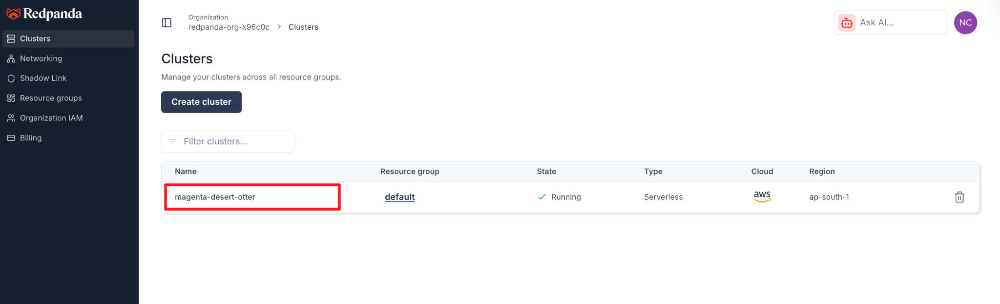 Redpanda
Clusters
Networking
Shadow Link
Resource groups
Organization IAM
Billing
Organization
redpanda-org-x96c0c > Clusters
Ask AI...
NC
Clusters
Manage your clusters across all resource groups.
Create cluster
Filter clusters...
Name Resource group State Type Cloud Region
magenta-desert-otter default Running Serverless aws ap-south-1